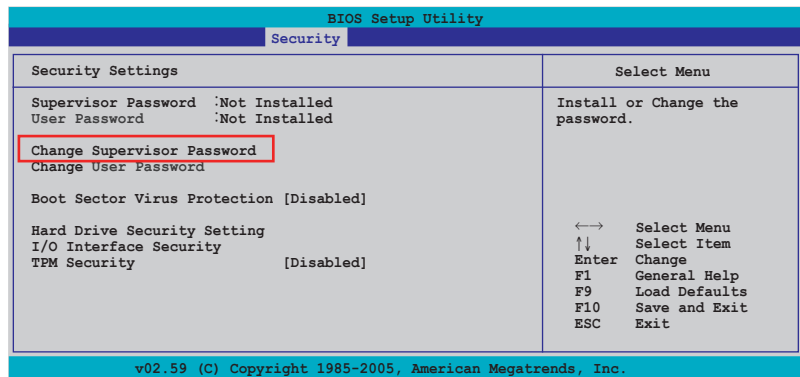 BIOS Setup Utility
Security
Security Settings
Supervisor Password :Not Installed
User Password :Not Installed
Change Supervisor Password
Change User Password
Boot Sector Virus Protection [Disabled]
Hard Drive Security Setting
I/O Interface Security
TPM Security [Disabled]
Select Menu
Install or Change the
password.
←→ Select Menu
↑↓ Select Item
Enter Change
F1 General Help
F9 Load Defaults
F10 Save and Exit
ESC Exit
v02.59 (C) Copyright 1985-2005, American Megatrends, Inc.